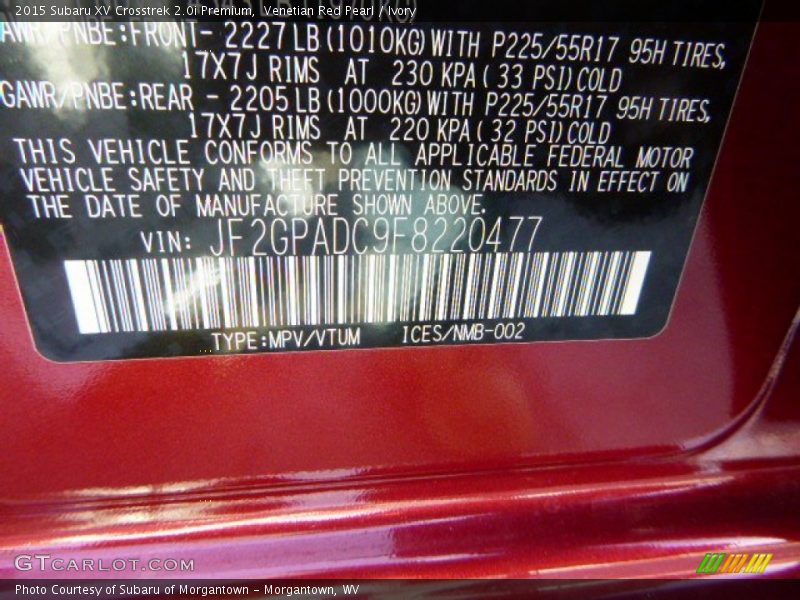 2015 Subaru XV Crosstrek 2.0i Premium, Venetian Red Pearl / Ivory
GAWR/PNBE:FRONT- 2227 LB (1010KG) WITH P225/55R17 95H TIRES,
17X7J RIMS AT 230 KPA ( 33 PSI) COLD
GAWR/PNBE:REAR - 2205 LB (1000KG) WITH P225/55R17 95H TIRES,
17X7J RIMS AT 220 KPA ( 32 PSI) COLD
THIS VEHICLE CONFORMS TO ALL APPLICABLE FEDERAL MOTOR
VEHICLE SAFETY AND THEFT PREVENTION STANDARDS IN EFFECT ON
THE DATE OF MANUFACTURE SHOWN ABOVE.
VIN: JF2GPADC9F8220477
TYPE:MPV/VTUM ICES/NMB-002
GTCARLOT.COM
Photo Courtesy of Subaru of Morgantown - Morgantown, WV